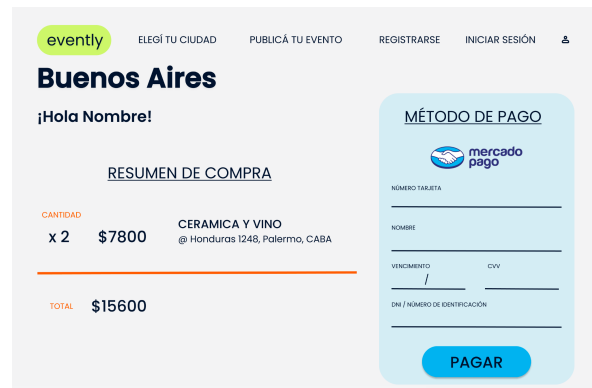 evently ELEGÍ TU CIUDAD PUBLICÁ TU EVENTO REGISTRARSE INICIAR SESIÓN
Buenos Aires
¡Hola Nombre!
RESUMEN DE COMPRA
CANTIDAD
x 2 $7800 CERAMICA Y VINO
@ Honduras 1248, Palermo, CABA
TOTAL $15600
MÉTODO DE PAGO
mercado
pago
NÚMERO TARJETA
NOMBRE
VENCIMIENTO CVV
/
DNI / NÚMERO DE IDENTIFICACIÓN
PAGAR